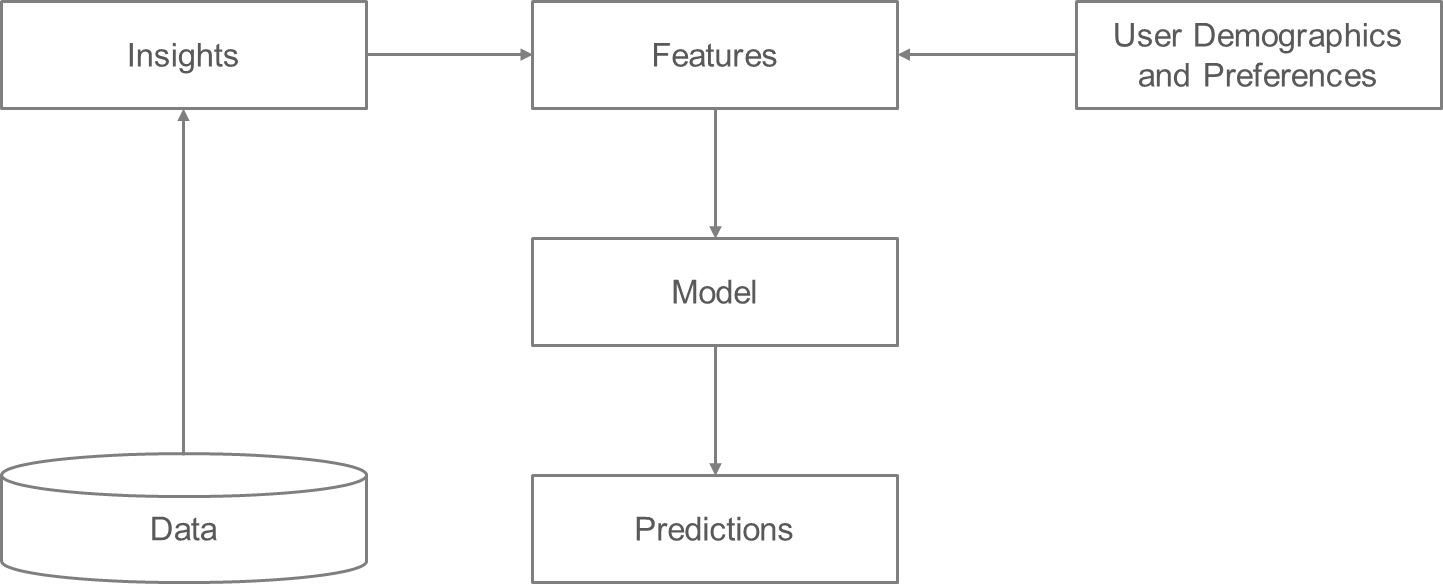 Insights
Features
User Demographics
and Preferences
Model
Data
Predictions